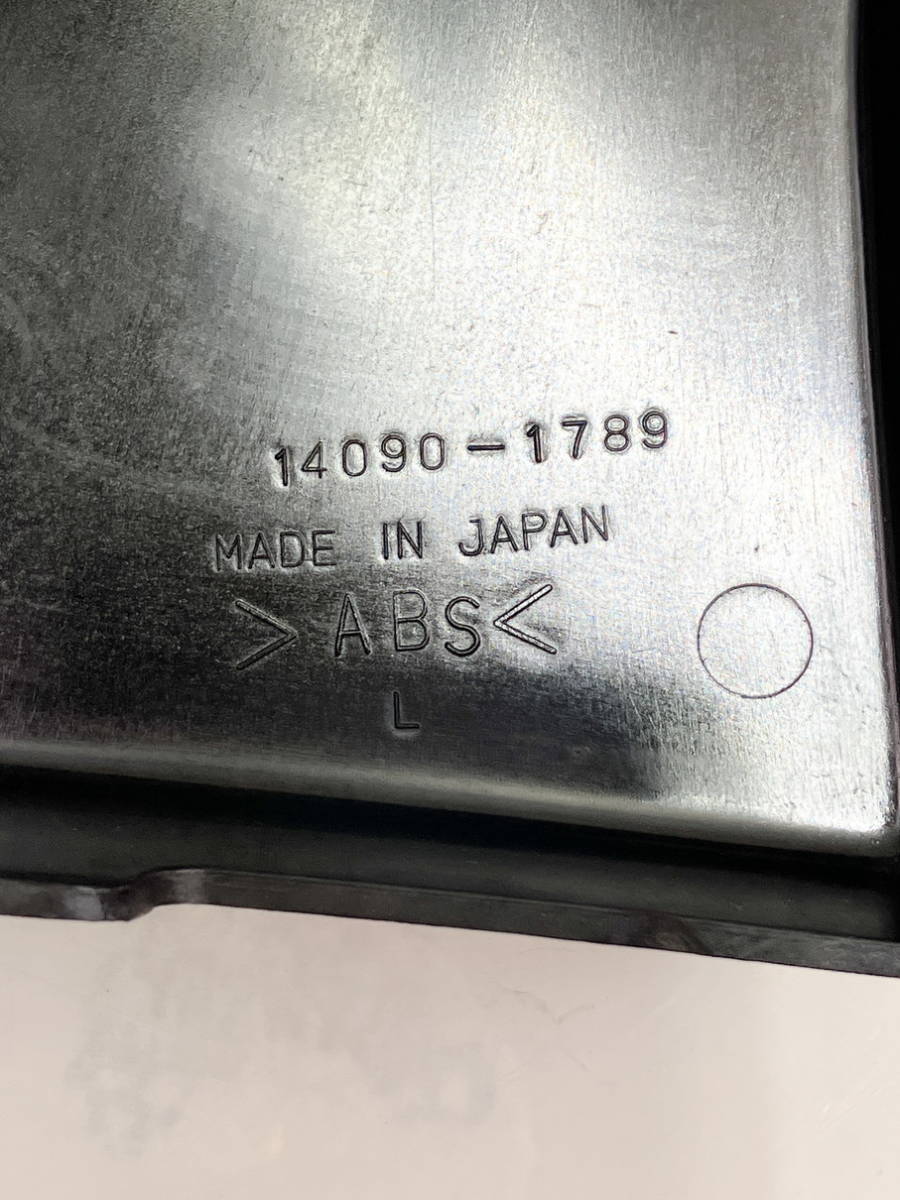 14090-1789
MADE IN JAPAN
>ABS<
L